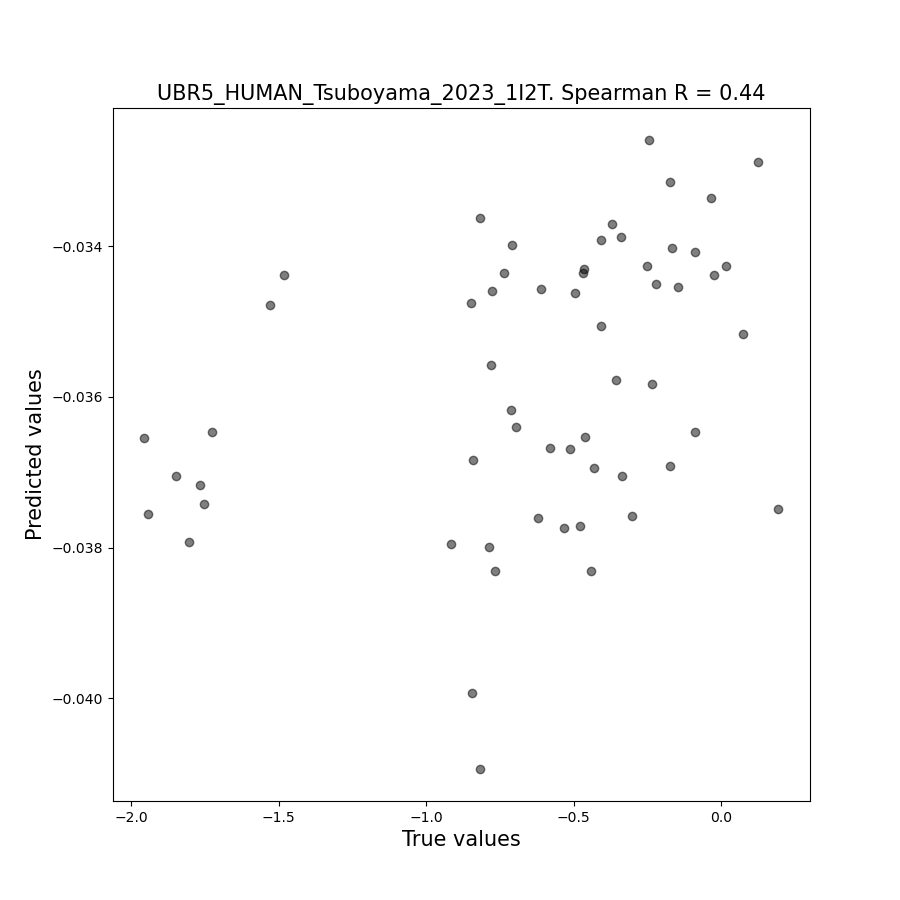 UBR5_HUMAN_Tsuboyama_2023_1I2T. Spearman R = 0.44
Predicted values
−0.034
−0.036
−0.038
−0.040
−2.0 −1.5 −1.0 −0.5 0.0
True values